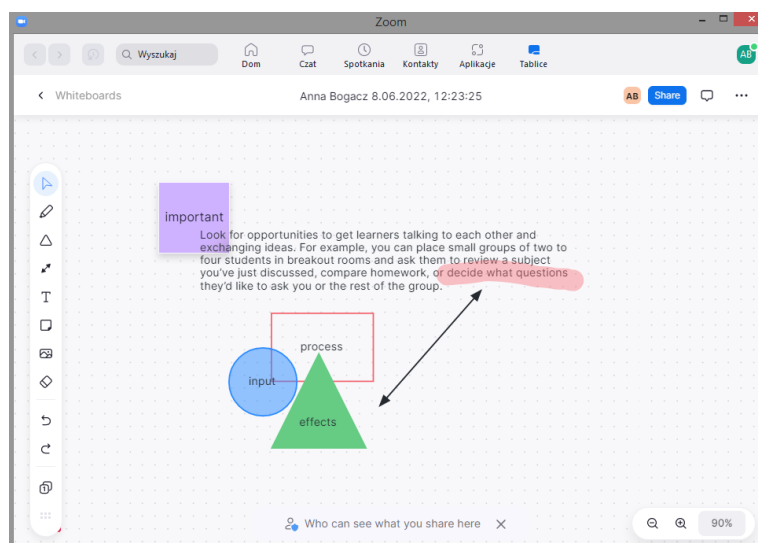 Zoom
Wyszukaj
Dom
Czat
Spotkania
Kontakty
Aplikacje
Tablice
AB
Whiteboards
Anna Bogacz 8.06.2022, 12:23:25
AB
Share
important
Look for opportunities to get learners talking to each other and
exchanging ideas. For example, you can place small groups of two to
four students in breakout rooms and ask them to review a subject
you've just discussed, compare homework, or decide what questions
they'd like to ask you or the rest of the group.
process
input
effects
T
1
Who can see what you share here
90%